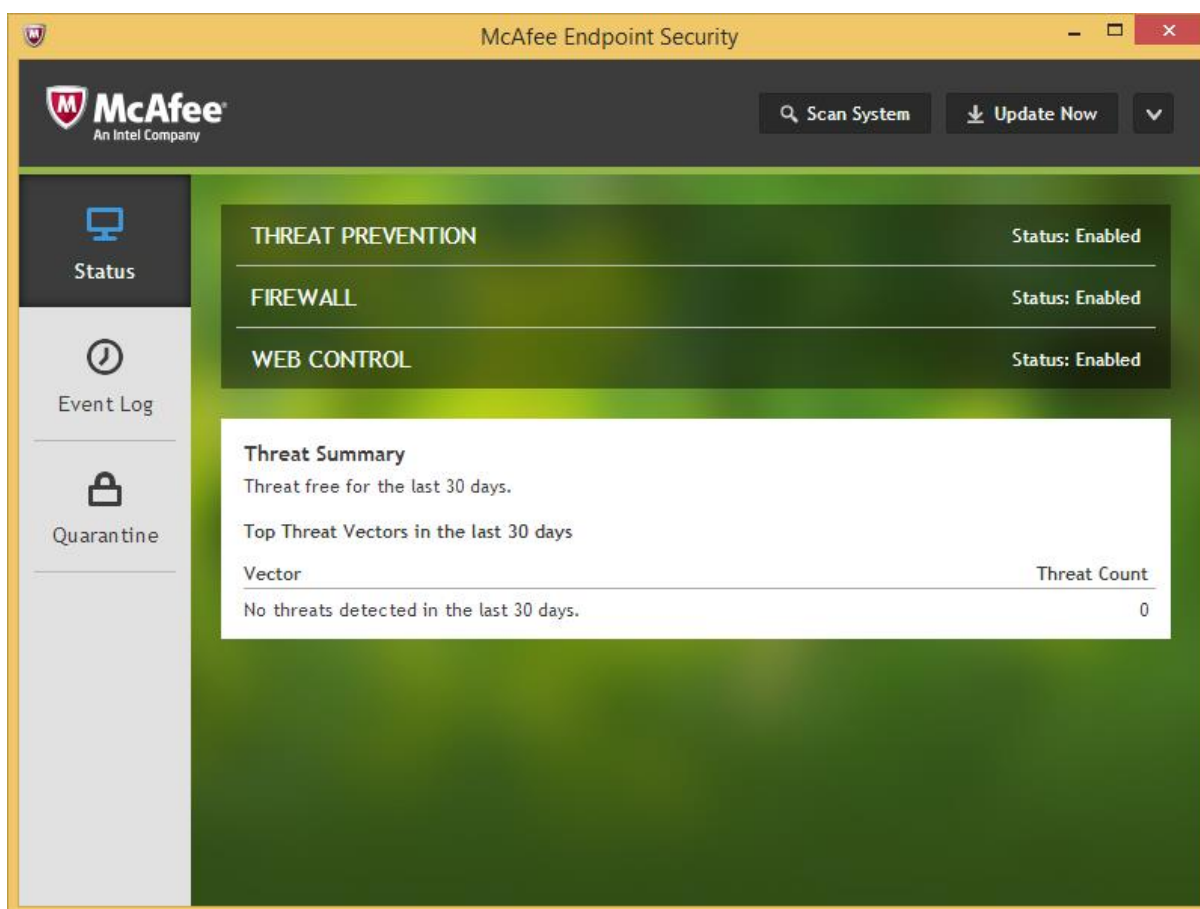 McAfee Endpoint Security
McAfee
An Intel Company
Scan System
Update Now
Status
Event Log
Quarantine
THREAT PREVENTION Status: Enabled
FIREWALL Status: Enabled
WEB CONTROL Status: Enabled
Threat Summary
Threat free for the last 30 days.
Top Threat Vectors in the last 30 days
Vector Threat Count
No threats detected in the last 30 days. 0